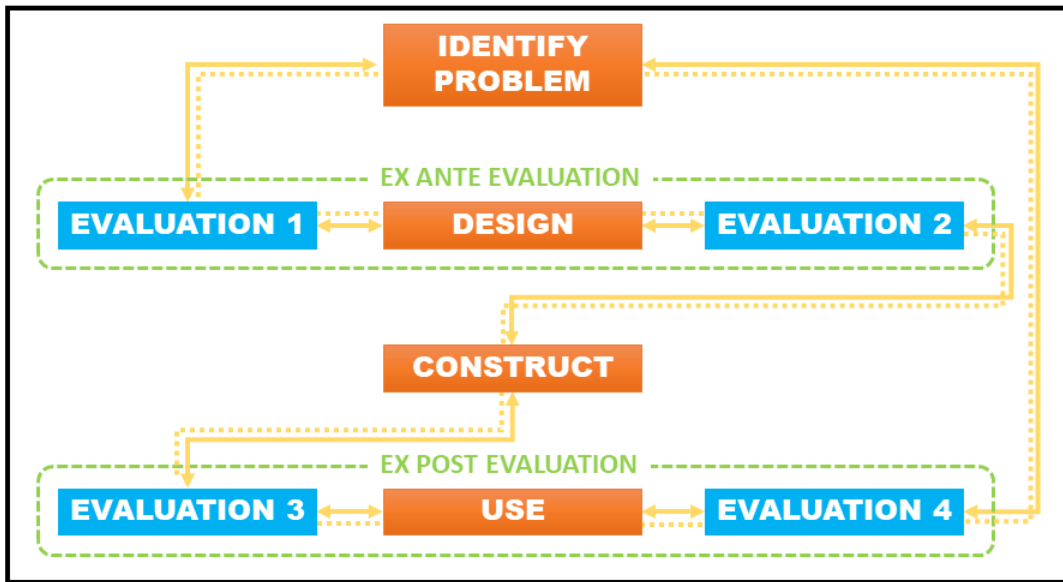 IDENTIFY
PROBLEM
EX ANTE EVALUATION
EVALUATION 1
DESIGN
EVALUATION 2
CONSTRUCT
EX POST EVALUATION
EVALUATION 3
USE
EVALUATION 4